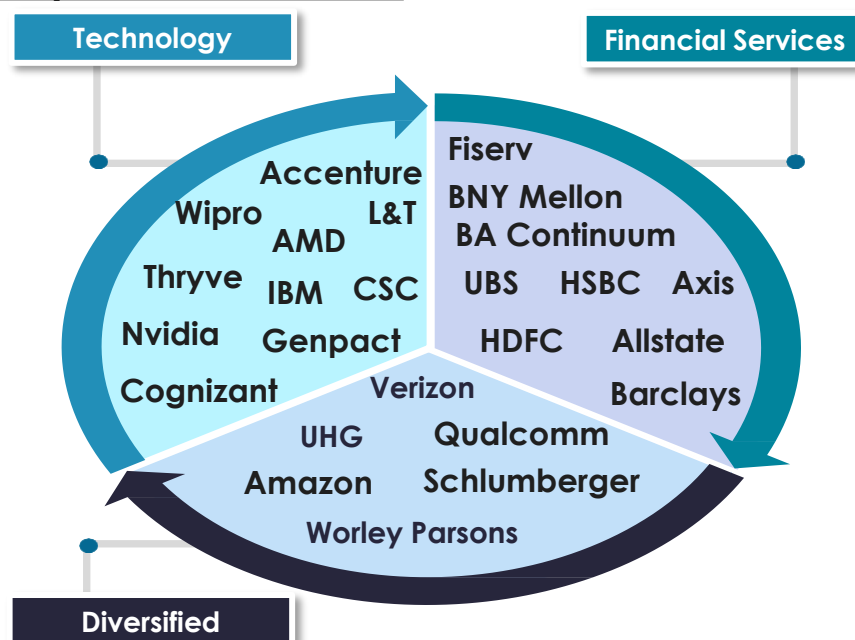 Technology
Financial Services
Accenture
Wipro
L&T
AMD
Thryve
IBM
CSC
Nvidia
Genpact
Cognizant
Fiserv
BNY Mellon
BA Continuum
UBS
HSBC
Axis
HDFC
Allstate
Barclays
Verizon
UHG
Qualcomm
Amazon
Schlumberger
Worley Parsons
Diversified